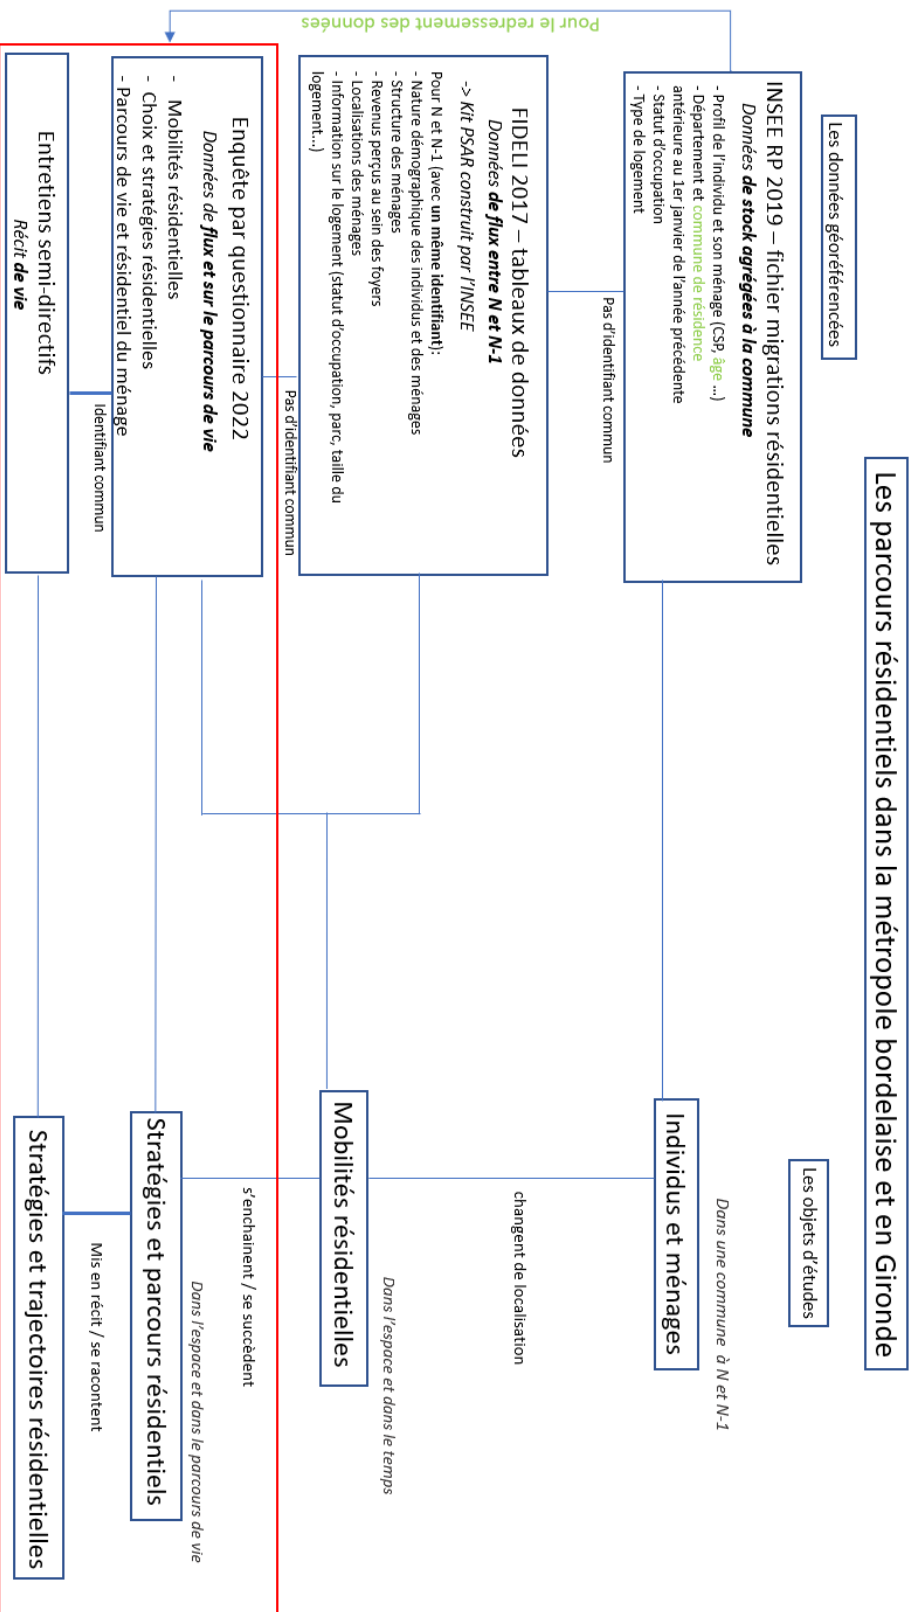 Les parcours résidentiels dans la métropole bordelaise et en Gironde
Les données géoréférencées
Les objets d'études
INSEE RP 2019 – fichier migrations résidentielles
Données de stock agrégées à la commune
- Profil de l'individu et son ménage (CSP, âge ...)
- Département et commune de résidence
antérieure au 1er janvier de l'année précédente
- Statut d'occupation
- Type de logement
Dans une commune à N et N-1
Individus et ménages
Pas d'identifiant commun
changent de localisation
FIDELI 2017 – tableaux de données
Données de flux entre N et N-1
-> Kit PSAR construit par l'INSEE
Pour N et N-1 (avec un même identifiant):
- Nature démographique des individus et des ménages
- Structure des ménages
- Revenus perçus au sein des foyers
- Localisations des ménages
- Information sur le logement (statut d'occupation, parc, taille du
logement...)
Dans l'espace et dans le temps
Mobilités résidentielles
Pas d'identifiant commun
s'enchainent / se succèdent
Pour le redressement des données
Enquête par questionnaire 2022
Données de flux et sur le parcours de vie
- Mobilités résidentielles
- Choix et stratégies résidentielles
- Parcours de vie et résidentiel du ménage
Dans l'espace et dans le parcours de vie
Stratégies et parcours résidentiels
Identifiant commun
Mis en récit / se racontent
Entretiens semi-directifs
Récit de vie
Stratégies et trajectoires résidentielles